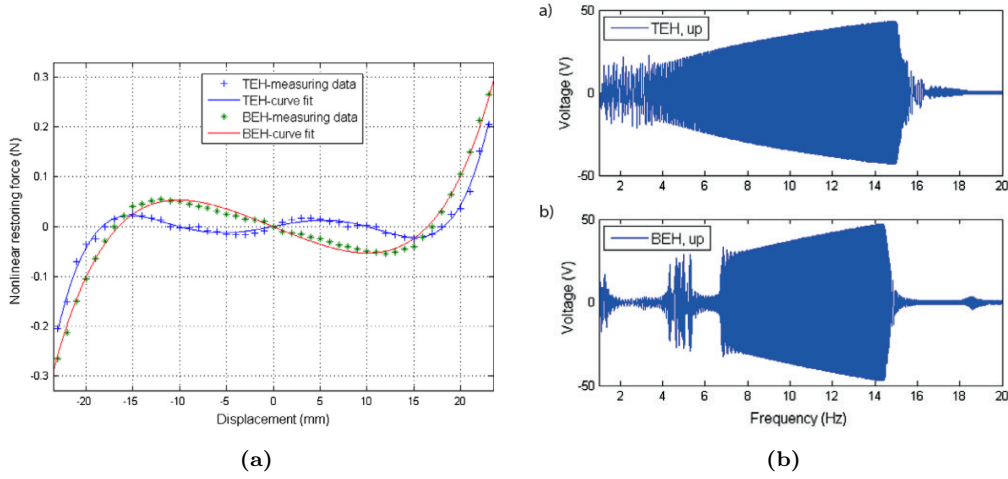 0.3
0.2
0.1
0
-0.1
-0.2
-0.3
Nonlinear restoring force (N)
TEH-measuring data
TEH-curve fit
BEH-measuring data
BEH-curve fit
-20 -15 -10 -5 0 5 10 15 20
Displacement (mm)
(a)
a)
50
0
-50
Voltage (V)
TEH, up
2 4 6 8 10 12 14 16 18 20
b)
50
0
-50
Voltage (V)
BEH, up
2 4 6 8 10 12 14 16 18 20
Frequency (Hz)
(b)